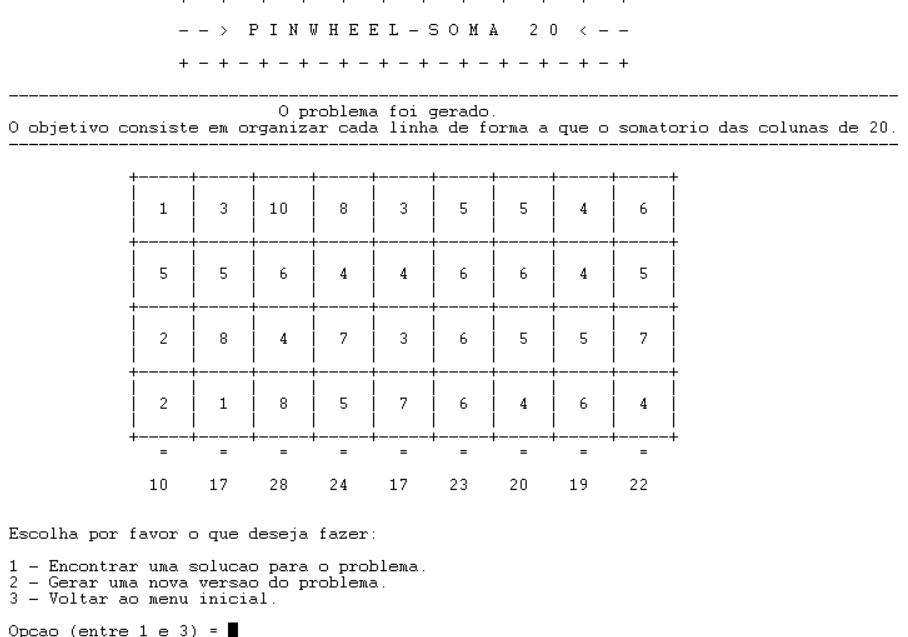 - - > P I N W H E E L - S O M A 2 0 < - -
+ - + - + - + - + - + - + - + - + - + - + - +
O problema foi gerado.
O objetivo consiste em organizar cada linha de forma a que o somatorio das colunas de 20.
1 3 10 8 3 5 5 4 6
5 5 6 4 4 6 6 4 5
2 8 4 7 3 6 5 5 7
2 1 8 5 7 6 4 6 4
= = = = = = = = =
10 17 28 24 17 23 20 19 22
Escolha por favor o que deseja fazer:
1 - Encontrar uma solucao para o problema.
2 - Gerar uma nova versao do problema.
3 - Voltar ao menu inicial.
Opcao (entre 1 e 3) =